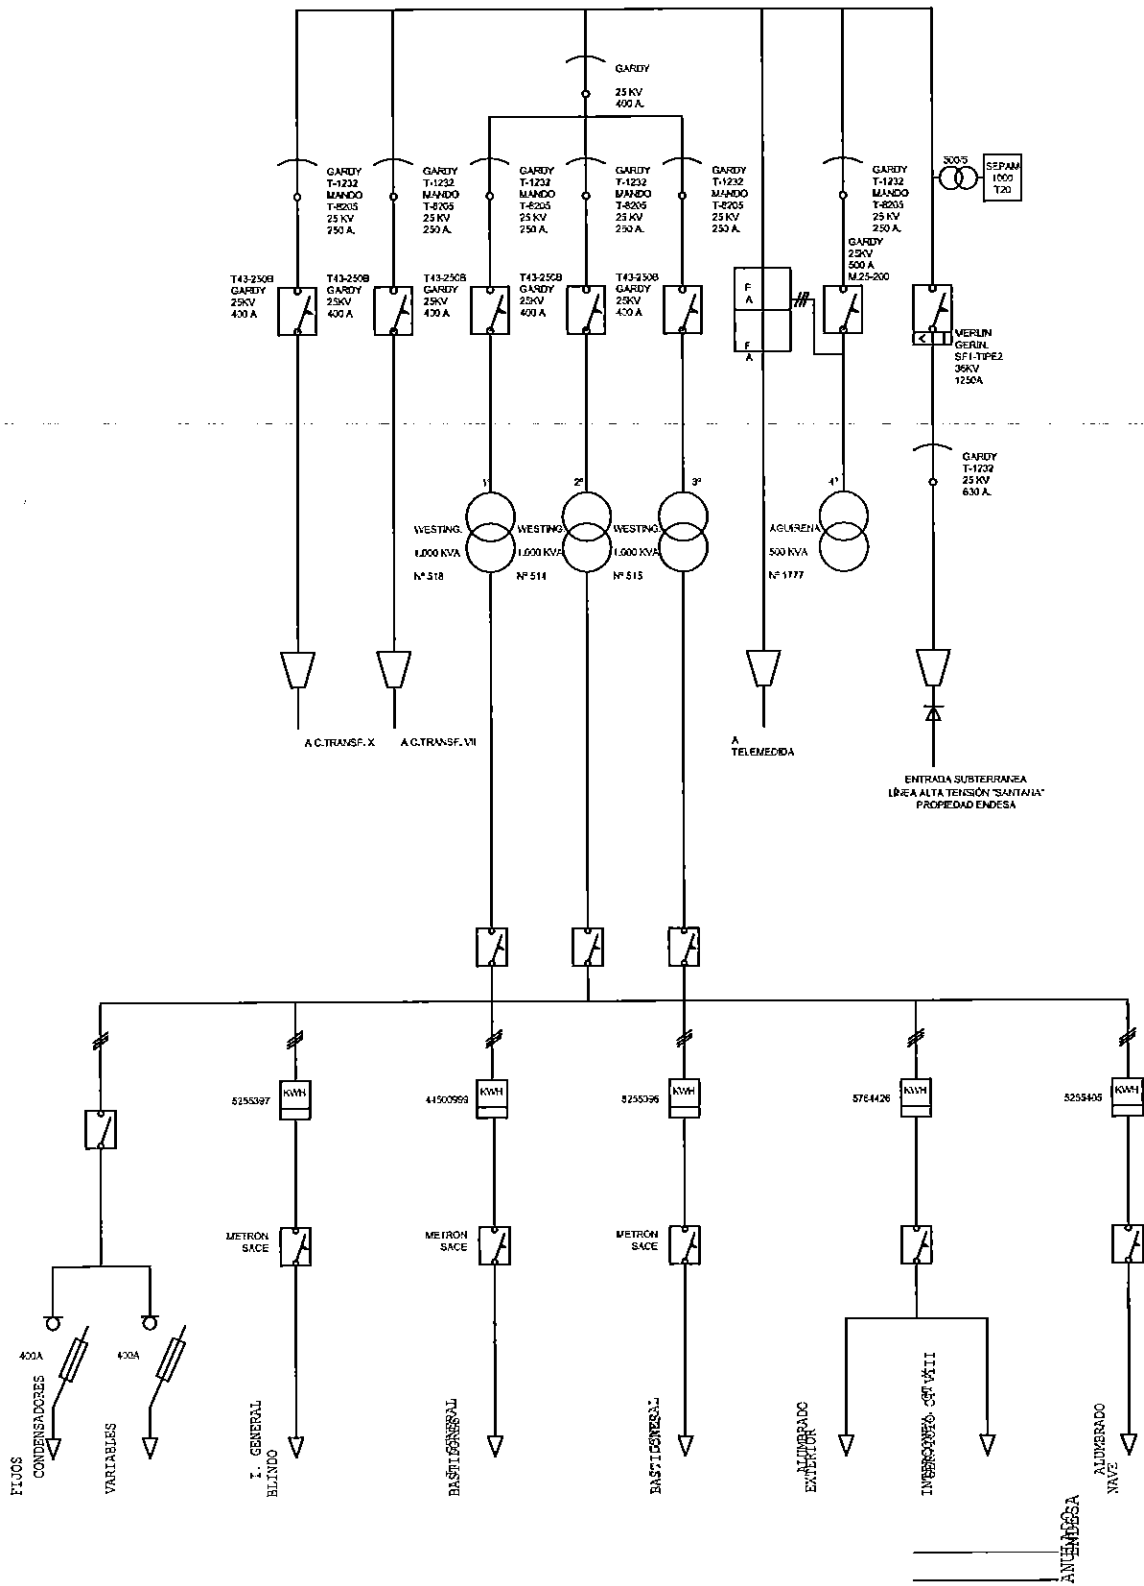 GARDY
25 KV
400 A.
GARDY
T-1232
MANDO
T-8205
25 KV
250 A.
GARDY
T-1232
MANDO
T-8205
25 KV
250 A.
GARDY
T-1232
MANDO
T-8205
25 KV
250 A.
GARDY
T-1232
MANDO
T-8205
25 KV
250 A.
GARDY
T-1232
MANDO
T-8205
25 KV
250 A.
GARDY
T-1232
MANDO
T-8205
25 KV
250 A.
500/5
SEPAM
1000
T20
T43-250B
GARDY
25KV
400 A
T43-250B
GARDY
25KV
400 A
T43-250B
GARDY
25KV
400 A
T43-250B
GARDY
25KV
400 A
T43-250B
GARDY
25KV
400 A
F
A
F
A
GARDY
25KV
500 A
M.25-200
MERLIN
GERIN.
SF1-TIPE2
36KV
1250A
GARDY
T-1232
25 KV
630 A.
1º
WESTING.
1.000 KVA
Nº 518
2º
WESTING.
1.000 KVA
Nº 514
3º
WESTING.
1.000 KVA
Nº 515
4º
AGUIRENA
500 KVA
Nº 1777
A C.TRANSF. X
A C.TRANSF. VII
A
TELEMEDIDA
ENTRADA SUBTERRANEA
LÍNEA ALTA TENSIÓN "SANTANA"
PROPIEDAD ENDESA
5255397
KWH
44500999
KWH
5255396
KWH
5764426
KWH
5255405
KWH
METRON
SACE
METRON
SACE
METRON
SACE
400A
400A
FIJOS
CONDENSADORES
VARIABLES
I. GENERAL
BLINDO
ALUMBRADO
EXTERIOR
ALUMBRADO
NAVE
ANULADO
ENDESA